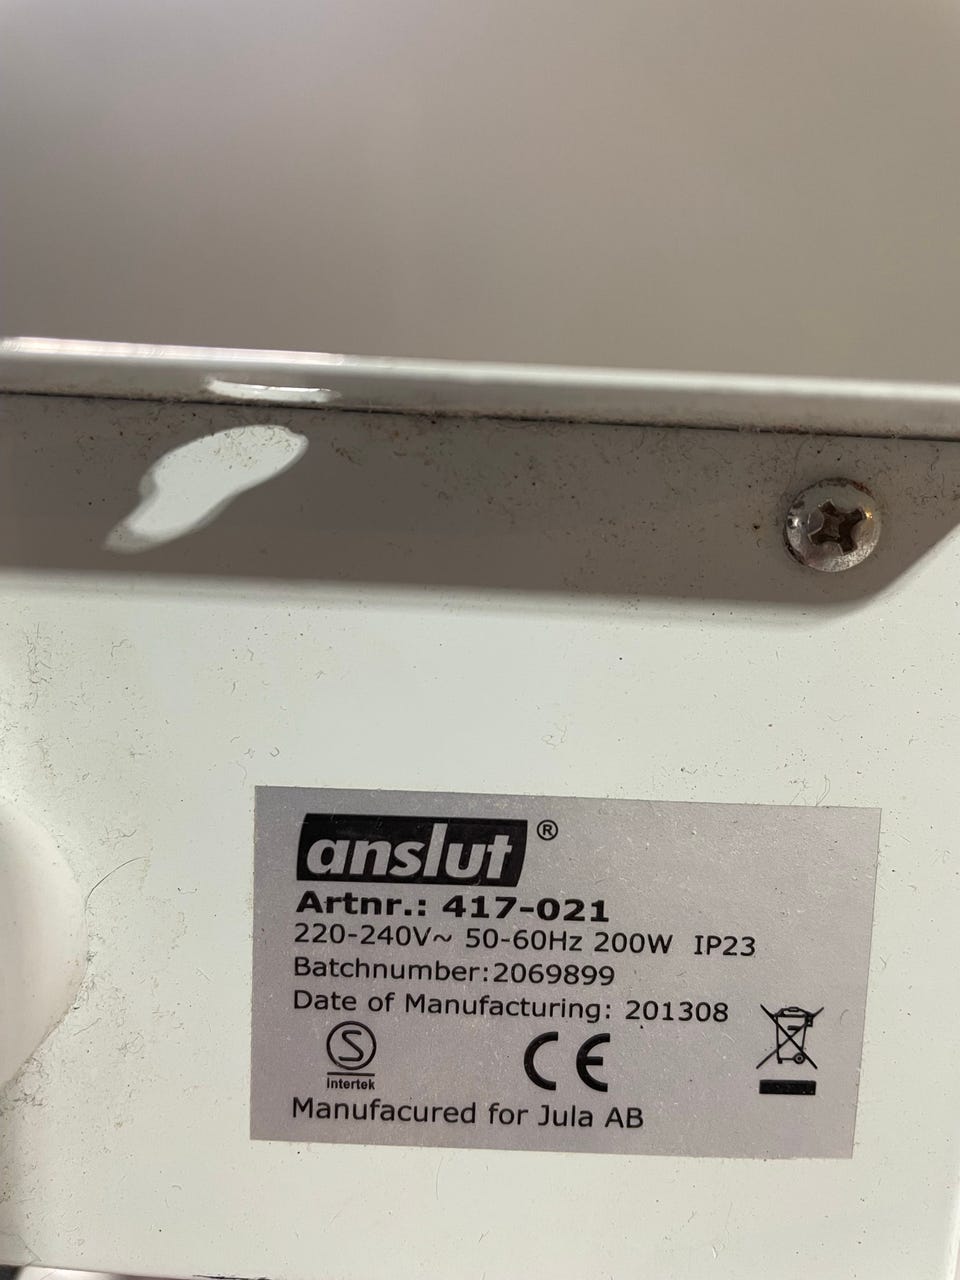 anslut ®
Artnr.: 417-021
220-240V~ 50-60Hz 200W IP23
Batchnumber:2069899
Date of Manufacturing: 201308
S
Intertek
CE
Manufacured for Jula AB